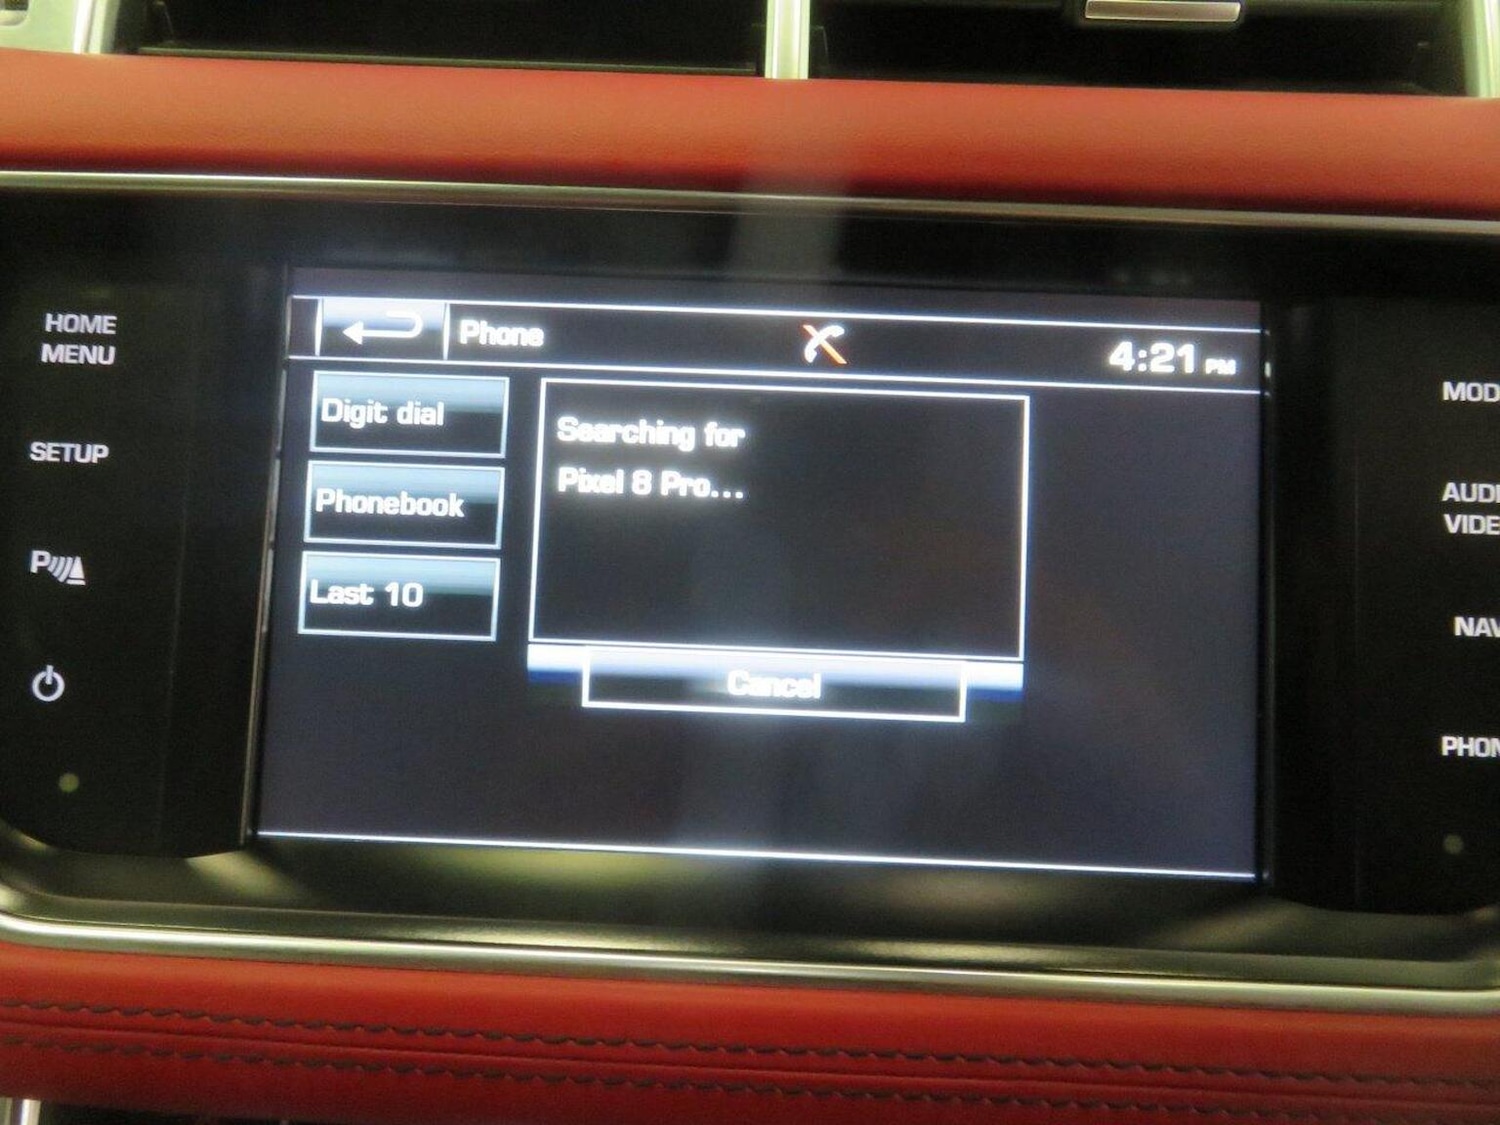 HOME
MENU
SETUP
P
Phone
4:21 PM
Digit dial
Phonebook
Last 10
Searching for
Pixel 8 Pro...
Cancel
MOD
AUDI
VIDE
NAV
PHON